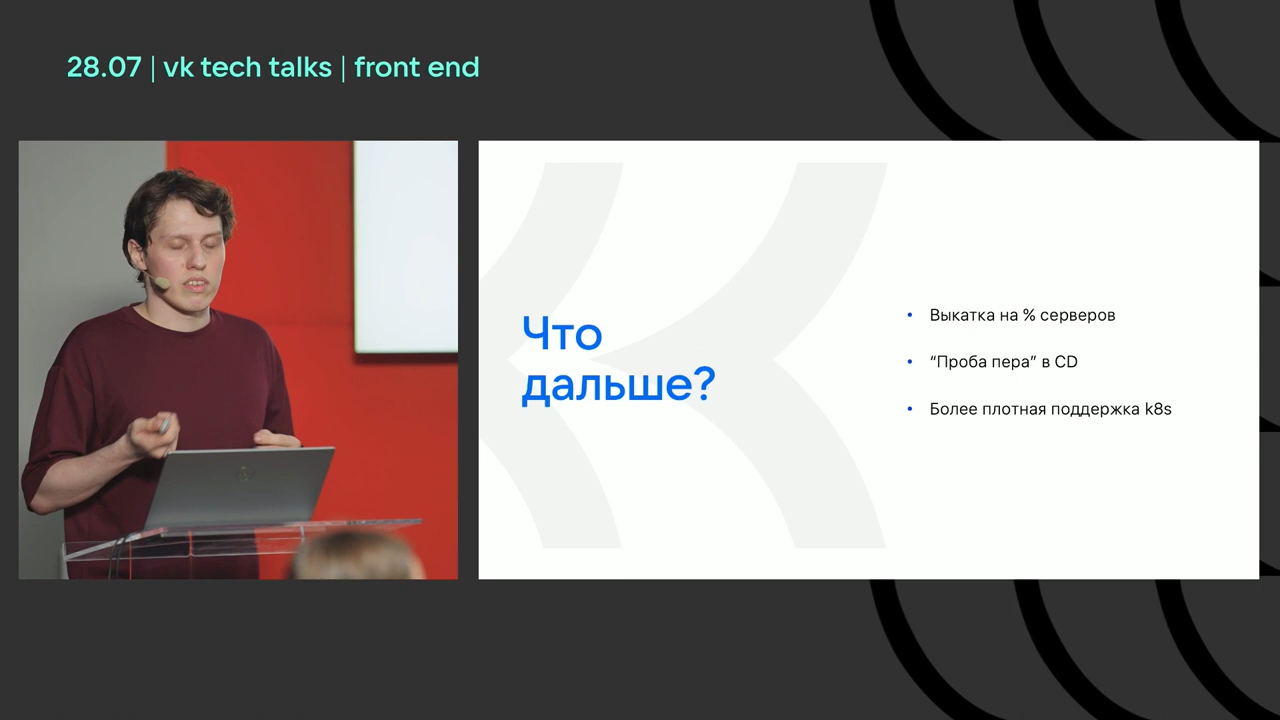 28.07 | vk tech talks | front end
Что
дальше?
• Выкатка на % серверов
• “Проба пера” в CD
• Более плотная поддержка k8s